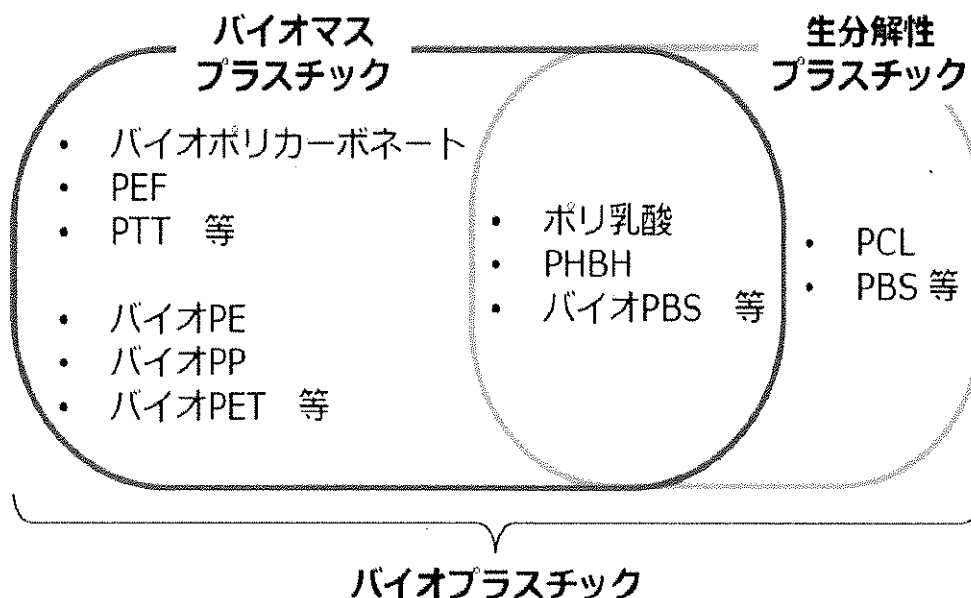 バイオマス
プラスチック
生分解性
プラスチック
・ バイオポリカーボネート
・ PEF
・ PTT 等
・ バイオPE
・ バイオPP
・ バイオPET 等
・ ポリ乳酸
・ PHBH
・ バイオPBS 等
・ PCL
・ PBS 等
バイオプラスチック